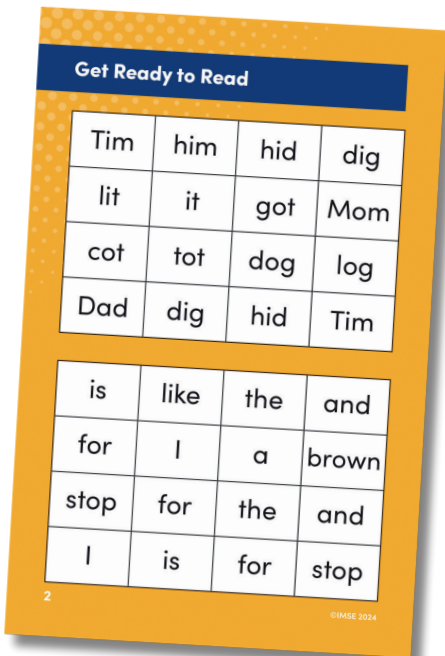 Get Ready to Read
Tim him hid dig
lit it got Mom
cot tot dog log
Dad dig hid Tim
is like the and
for I a brown
stop for the and
I is for stop
2
©IMSE 2024